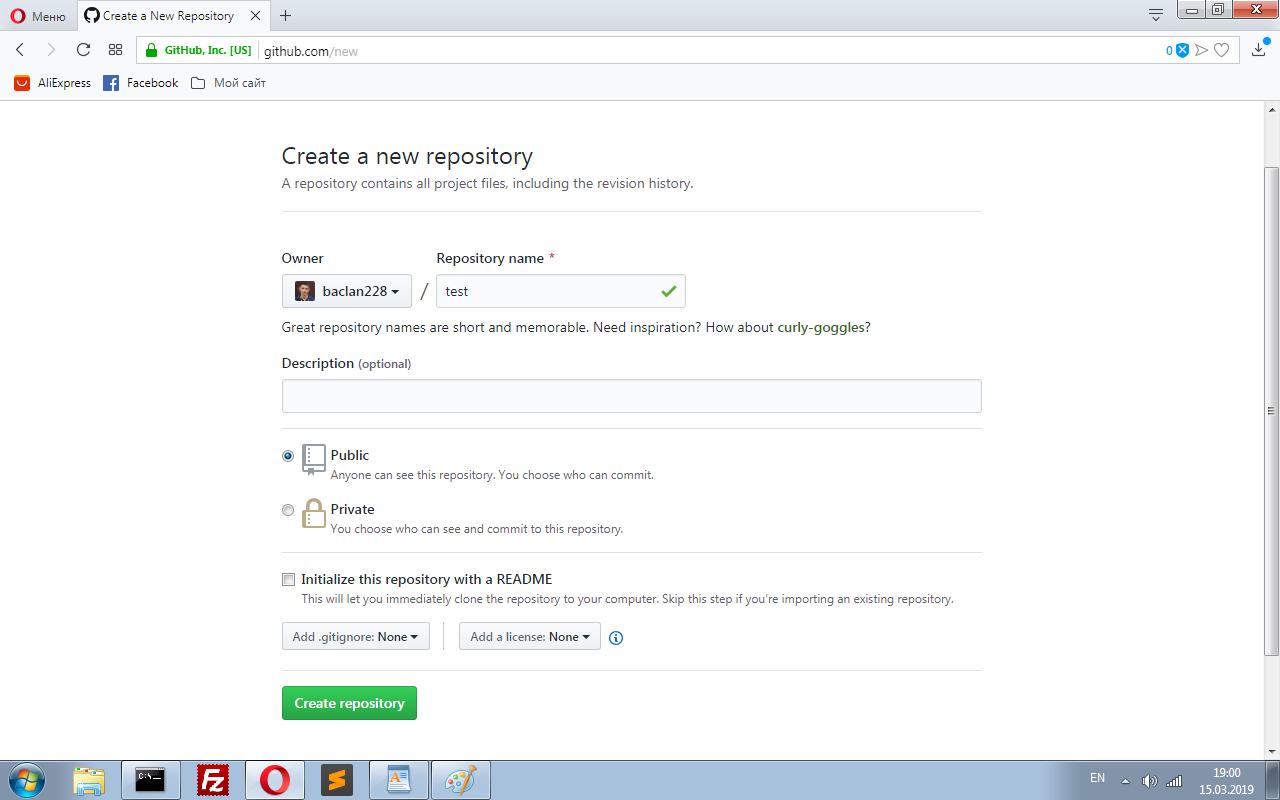 Меню
Create a New Repository
GitHub, Inc. [US]
github.com/new
0
AliExpress
Facebook
Мой сайт
Create a new repository
A repository contains all project files, including the revision history.
Owner
Repository name *
baclan228
/
test
Great repository names are short and memorable. Need inspiration? How about curly-goggles?
Description (optional)
Public
Anyone can see this repository. You choose who can commit.
Private
You choose who can see and commit to this repository.
Initialize this repository with a README
This will let you immediately clone the repository to your computer. Skip this step if you're importing an existing repository.
Add .gitignore: None
Add a license: None
Create repository
C:\_
Fz
EN
19:00
15.03.2019